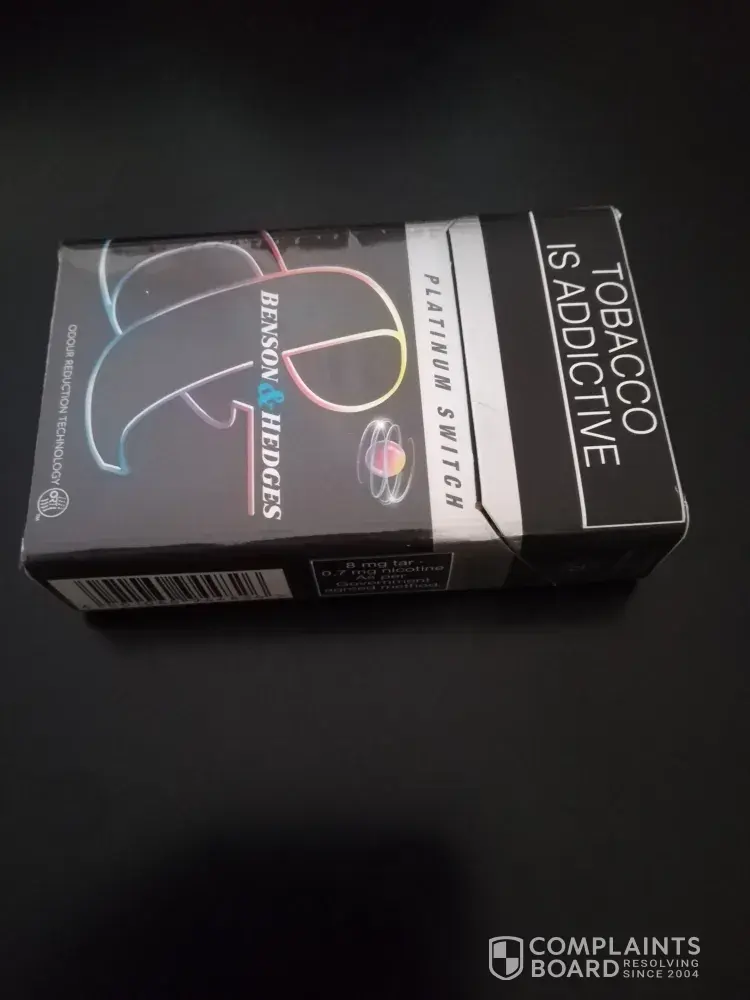 TOBACCO
IS ADDICTIVE
PLATINUM SWITCH
BENSON & HEDGES
ODOUR REDUCTION TECHNOLOGY
8 mg tar -
0.7 mg nicotine
As per
Government
agreed method
COMPLAINTS
BOARD RESOLVING
SINCE 2004